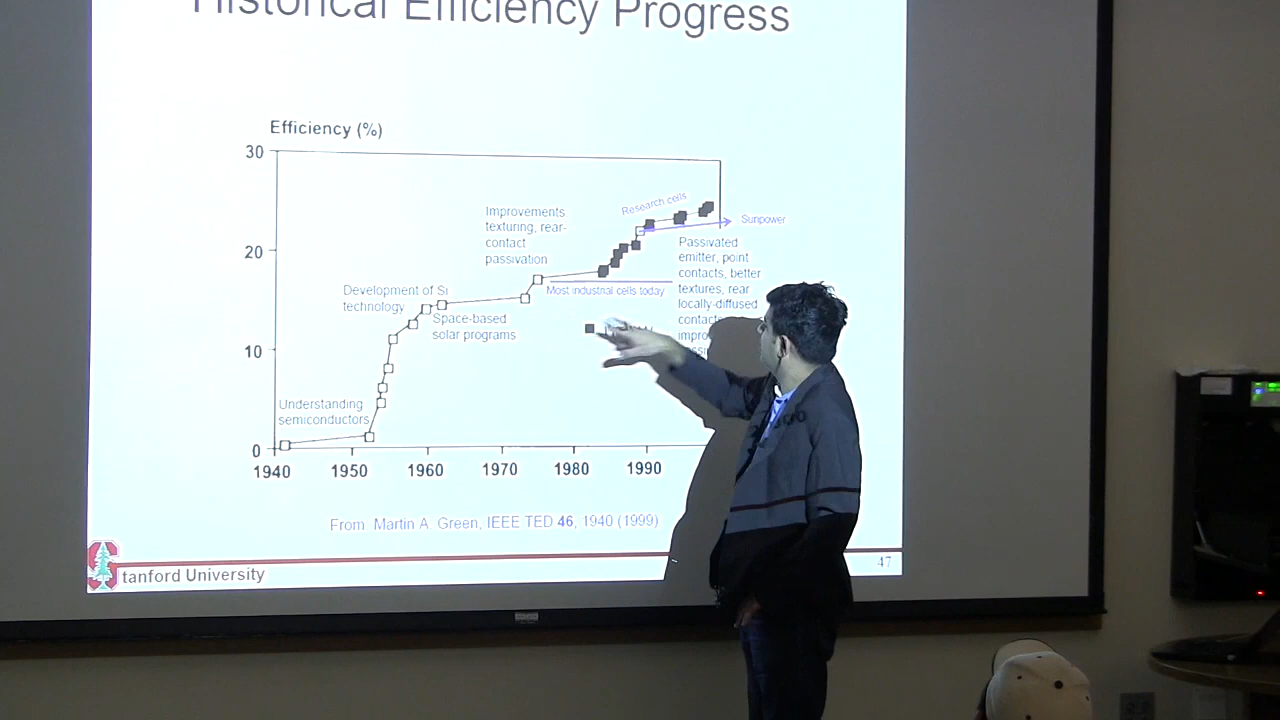 Historical Efficiency Progress
Efficiency (%)
30
20
10
0
1940
1950
1960
1970
1980
1990
Understanding
semiconductors
Development of Si
technology
Space-based
solar programs
Improvements:
texturing, rear-
contact
passivation
Research cells
Sunpower
Most industrial cells today
Passivated
emitter, point
contacts, better
textures, rear
locally-diffused
From: Martin A. Green, IEEE TED 46, 1940 (1999)
tanford University
47